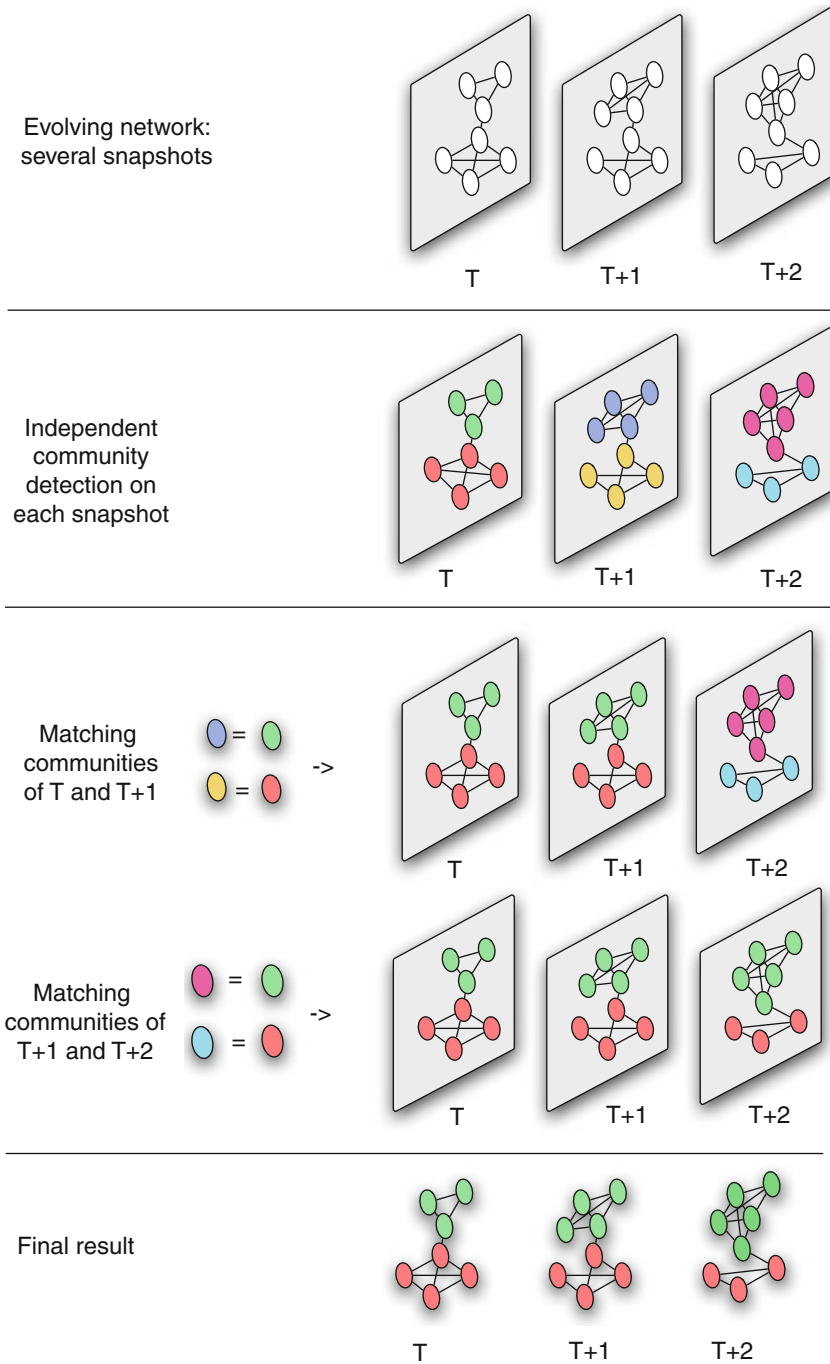 Evolving network:
several snapshots
T
T+1
T+2
Independent
community
detection on
each snapshot
T
T+1
T+2
Matching
communities
of T and T+1
=
=
->
T
T+1
T+2
Matching
communities of
T+1 and T+2
=
=
->
T
T+1
T+2
Final result
T
T+1
T+2